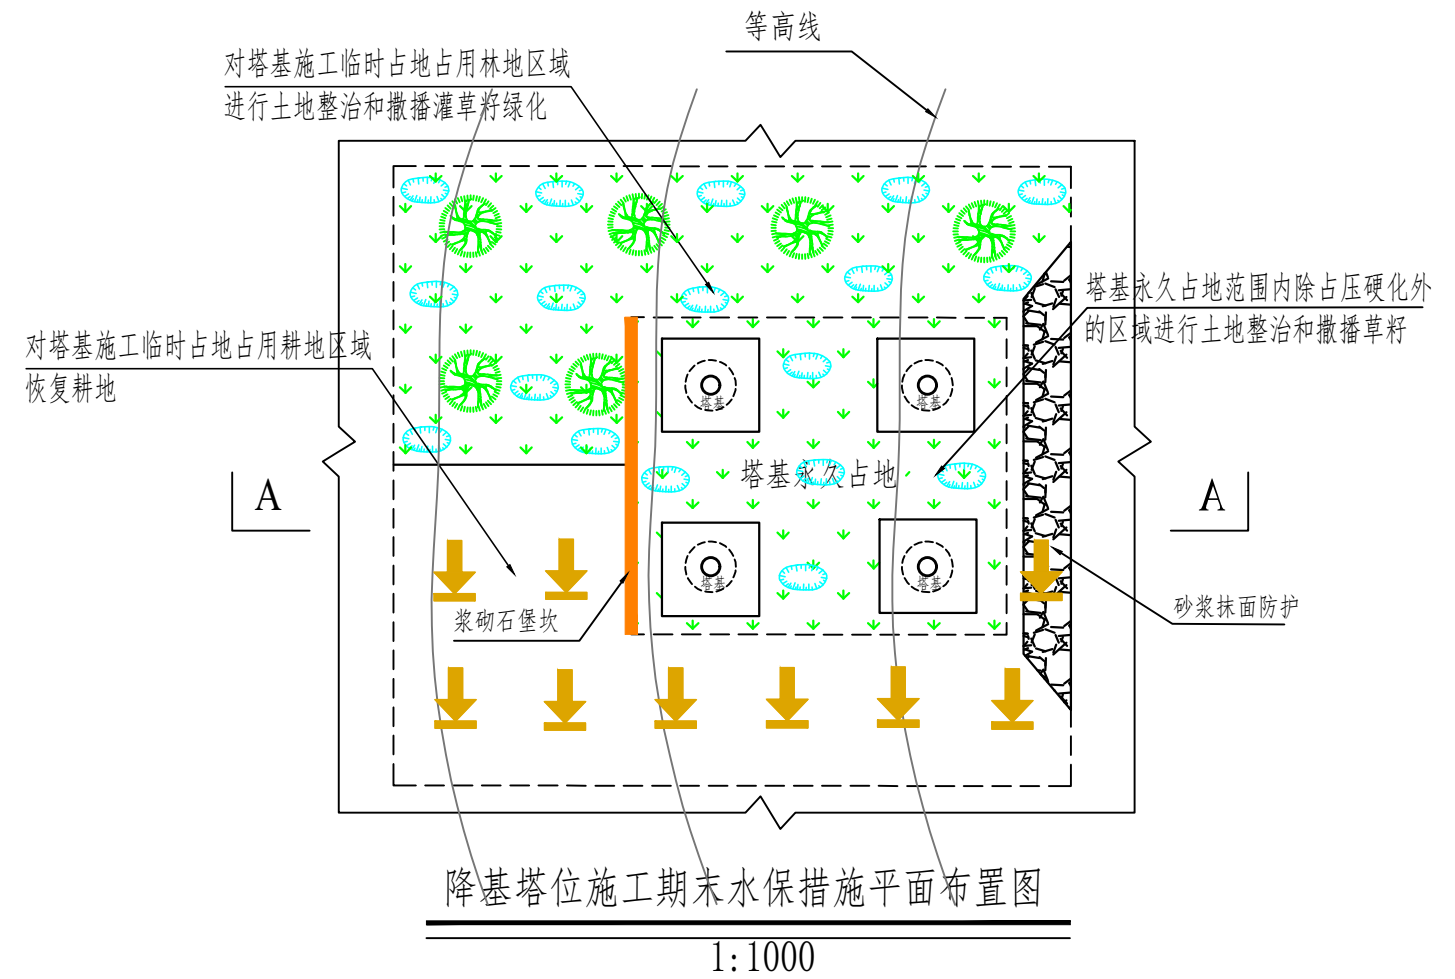 等高线
对塔基施工临时占地占用林地区域
进行土地整治和撒播灌草籽绿化
塔基永久占地范围内除占压硬化外
的区域进行土地整治和撒播草籽
对塔基施工临时占地占用耕地区域
恢复耕地
塔基
塔基
塔基永久占地
A
A
塔基
塔基
浆砌石堡坎
砂浆抹面防护
降基塔位施工期末水保措施平面布置图
1:1000